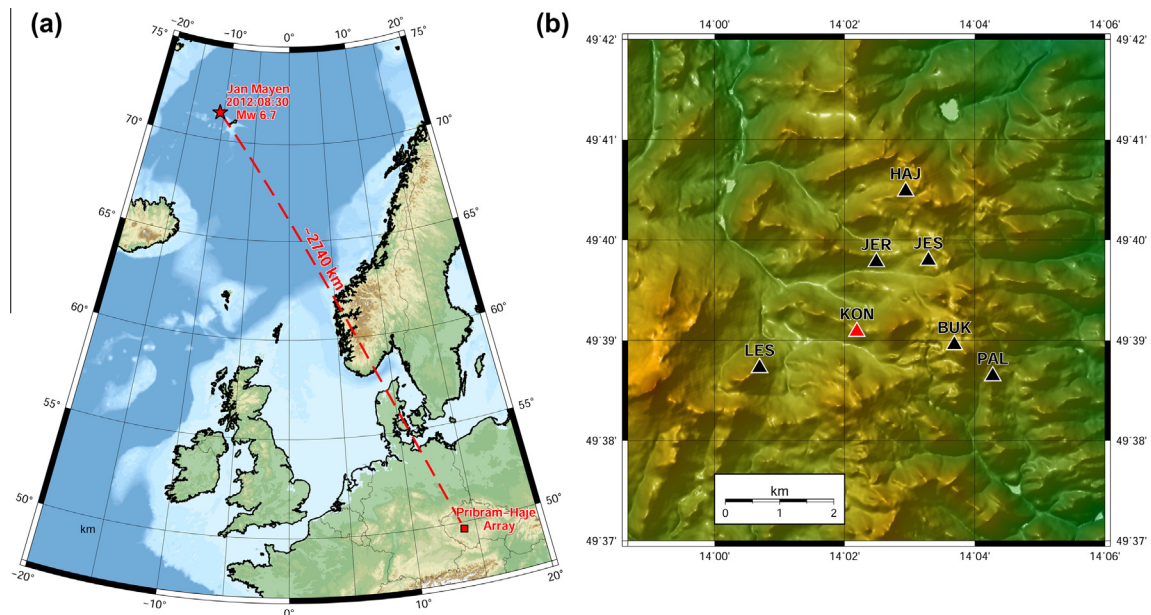 (a)
−20°
−10°
0°
10°
20°
75°
75°
70°
70°
65°
65°
60°
60°
55°
55°
50°
50°
−20°
−10°
0°
10°
20°
Jan Mayen
2012:08:30
Mw 6.7
~2740 km
Pribram−Haje
Array
km
(b)
14°00'
14°02'
14°04'
14°06'
49°42'
49°42'
49°41'
49°41'
49°40'
49°40'
49°39'
49°39'
49°38'
49°38'
49°37'
49°37'
14°00'
14°02'
14°04'
14°06'
HAJ
JER
JES
KON
BUK
LES
PAL
km
0
1
2